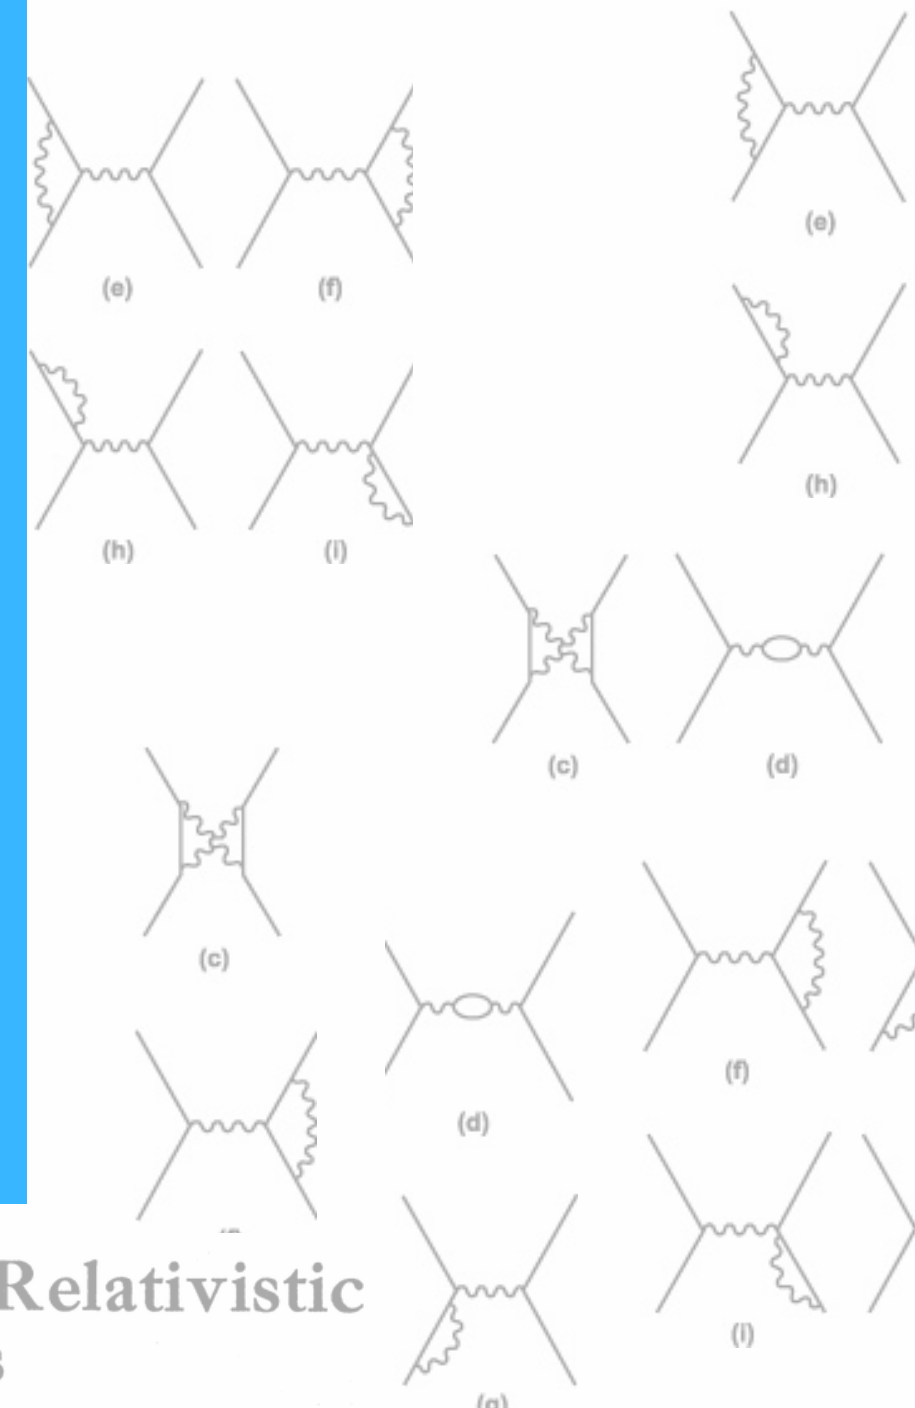 (e)
(e) (f)
(h)
(h) (i)
(c) (d)
(c)
(f)
(d)
Relativistic
(i)
s
(g)